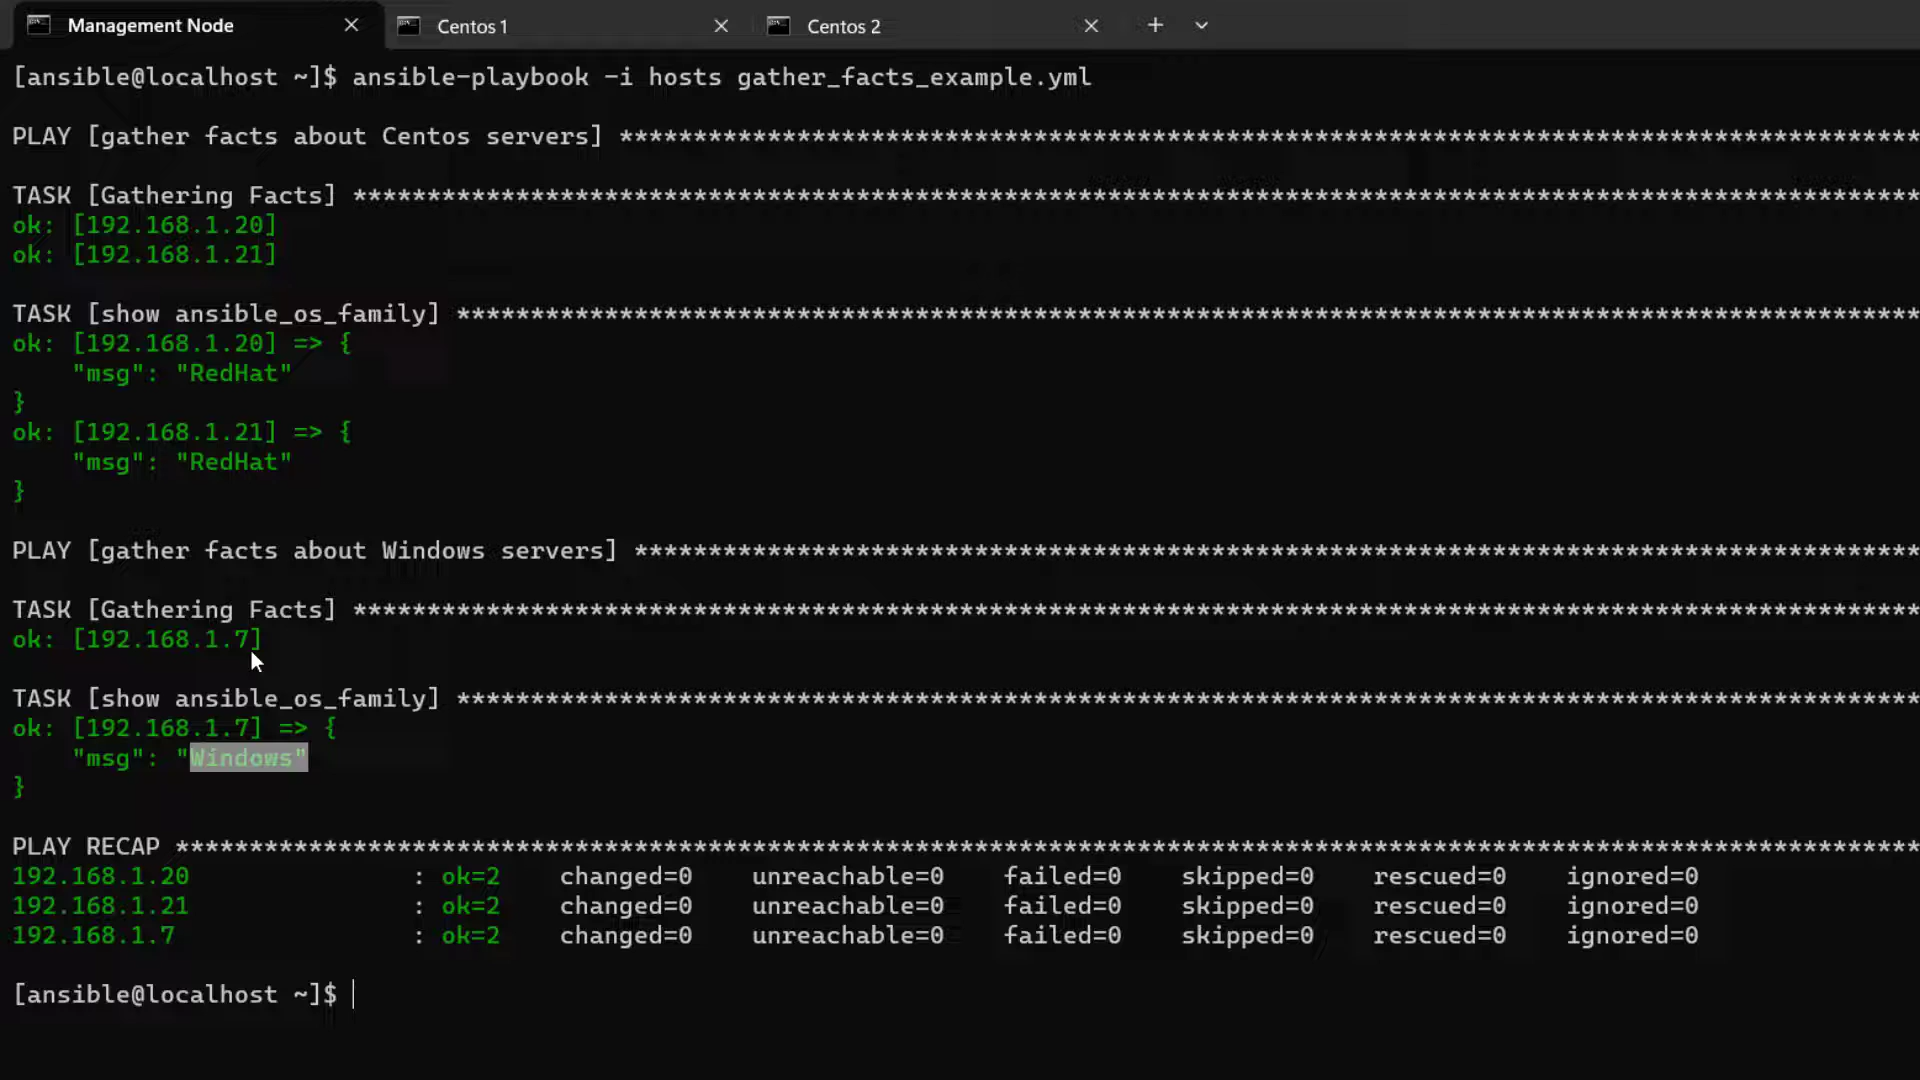 Management Node
Centos 1
Centos 2
[ansible@localhost ~]$ ansible-playbook -i hosts gather_facts_example.yml
PLAY [gather facts about Centos servers] ****************************************************************************************
TASK [Gathering Facts] **********************************************************************************************************
ok: [192.168.1.20]
ok: [192.168.1.21]
TASK [show ansible_os_family] ***************************************************************************************************
ok: [192.168.1.20] => {
    "msg": "RedHat"
}
ok: [192.168.1.21] => {
    "msg": "RedHat"
}
PLAY [gather facts about Windows servers] ***************************************************************************************
TASK [Gathering Facts] **********************************************************************************************************
ok: [192.168.1.7]
TASK [show ansible_os_family] ***************************************************************************************************
ok: [192.168.1.7] => {
    "msg": "Windows"
}
PLAY RECAP **********************************************************************************************************************
192.168.1.20 : ok=2 changed=0 unreachable=0 failed=0 skipped=0 rescued=0 ignored=0
192.168.1.21 : ok=2 changed=0 unreachable=0 failed=0 skipped=0 rescued=0 ignored=0
192.168.1.7 : ok=2 changed=0 unreachable=0 failed=0 skipped=0 rescued=0 ignored=0
[ansible@localhost ~]$